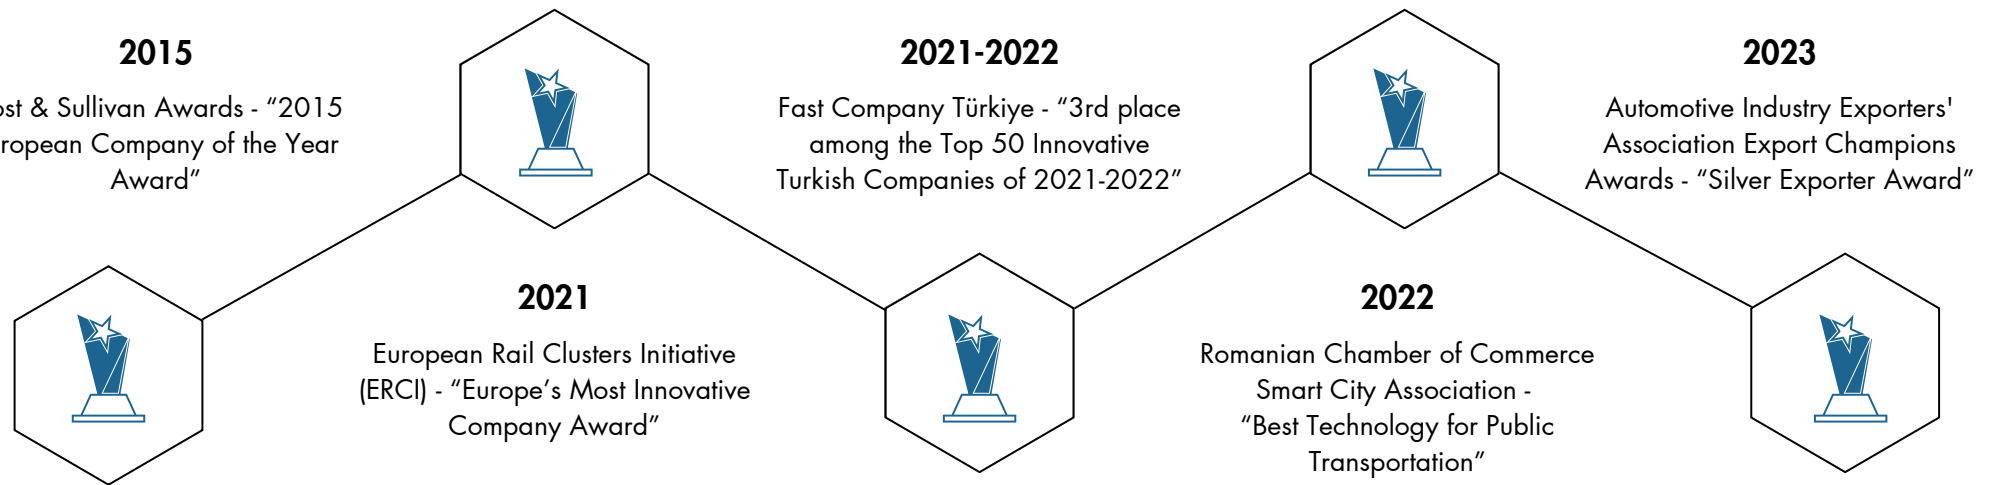 2015
ost & Sullivan Awards - “2015
ropean Company of the Year
Award”
2021
European Rail Clusters Initiative
(ERCI) - “Europe’s Most Innovative
Company Award”
2021-2022
Fast Company Türkiye - “3rd place
among the Top 50 Innovative
Turkish Companies of 2021-2022”
2022
Romanian Chamber of Commerce
Smart City Association -
“Best Technology for Public
Transportation”
2023
Automotive Industry Exporters'
Association Export Champions
Awards - “Silver Exporter Award”